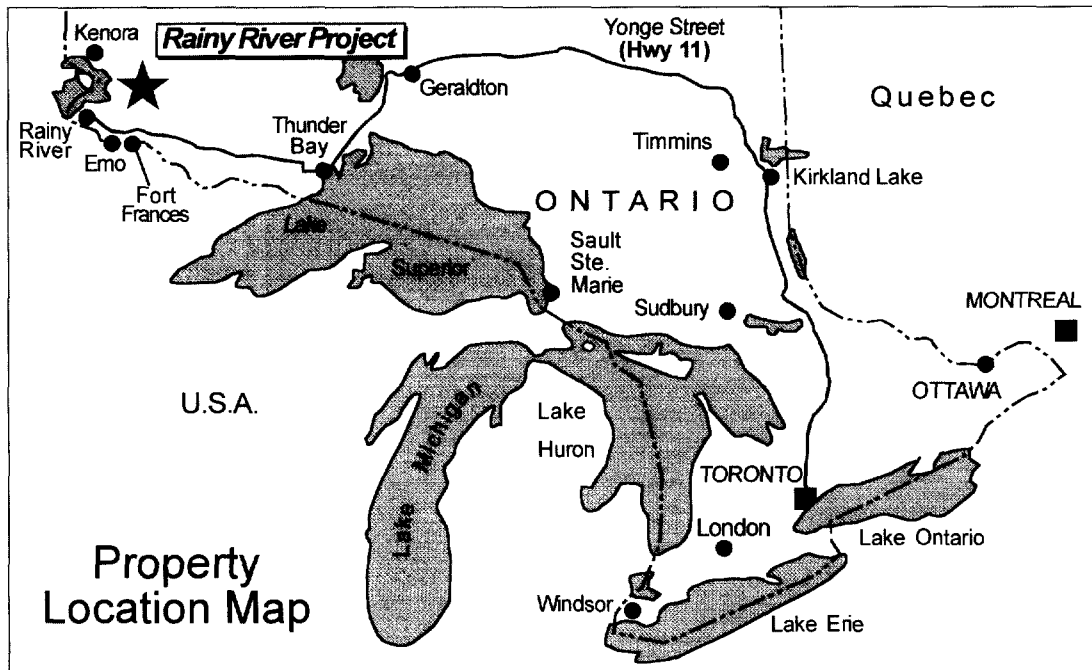 Kenora
Rainy River Project
Yonge Street
(Hwy 11)
Geraldton
Quebec
Rainy
River
Emo
Fort
Frances
Thunder
Bay
Timmins
Kirkland Lake
ONTARIO
Lake
Superior
Sault
Ste.
Marie
Sudbury
MONTREAL
OTTAWA
U.S.A.
Lake Michigan
Lake
Huron
TORONTO
London
Lake Ontario
Property
Location Map
Windsor
Lake Erie